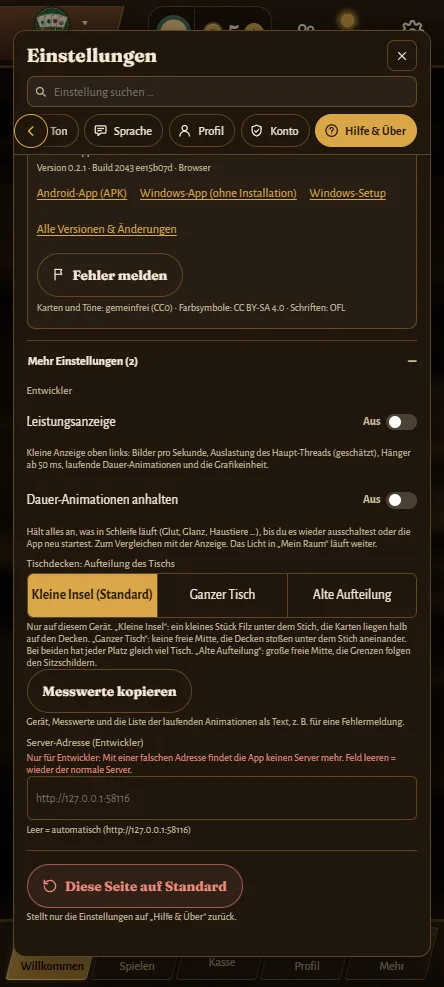 Einstellungen
Einstellung suchen ...
Ton
Sprache
Profil
Konto
Hilfe & Über
Version 0.2.1 · Build 2043 ee15b07d · Browser
Android-App (APK)
Windows-App (ohne Installation)
Windows-Setup
Alle Versionen & Änderungen
Fehler melden
Karten und Töne: gemeinfrei (CC0) · Farbsymbole: CC BY-SA 4.0 · Schriften: OFL
Mehr Einstellungen (2)
Entwickler
Leistungsanzeige
Aus
Kleine Anzeige oben links: Bilder pro Sekunde, Auslastung des Haupt-Threads (geschätzt), Hänger
ab 50 ms, laufende Dauer-Animationen und die Grafikeinheit.
Dauer-Animationen anhalten
Aus
Hält alles an, was in Schleife läuft (Glut, Glanz, Haustiere ...), bis du es wieder ausschaltest oder die
App neu startest. Zum Vergleichen mit der Anzeige. Das Licht in „Mein Raum" läuft weiter.
Tischdecken: Aufteilung des Tischs
Kleine Insel (Standard)
Ganzer Tisch
Alte Aufteilung
Nur auf diesem Gerät. „Kleine Insel": ein kleines Stück Filz unter dem Stich, die Karten liegen halb
auf den Decken. „Ganzer Tisch": keine freie Mitte, die Decken stoßen unter dem Stich aneinander.
Bei beiden hat jeder Platz gleich viel Tisch. „Alte Aufteilung": große freie Mitte, die Grenzen folgen
den Sitzschildern.
Messwerte kopieren
Gerät, Messwerte und die Liste der laufenden Animationen als Text, z. B. für eine Fehlermeldung.
Server-Adresse (Entwickler)
Nur für Entwickler: Mit einer falschen Adresse findet die App keinen Server mehr. Feld leeren =
wieder der normale Server.
http://127.0.0.1:58116
Leer = automatisch (http://127.0.0.1:58116)
Diese Seite auf Standard
Stellt nur die Einstellungen auf „Hilfe & Über" zurück.
Willkommen
Spielen
Kasse
Profil
Mehr